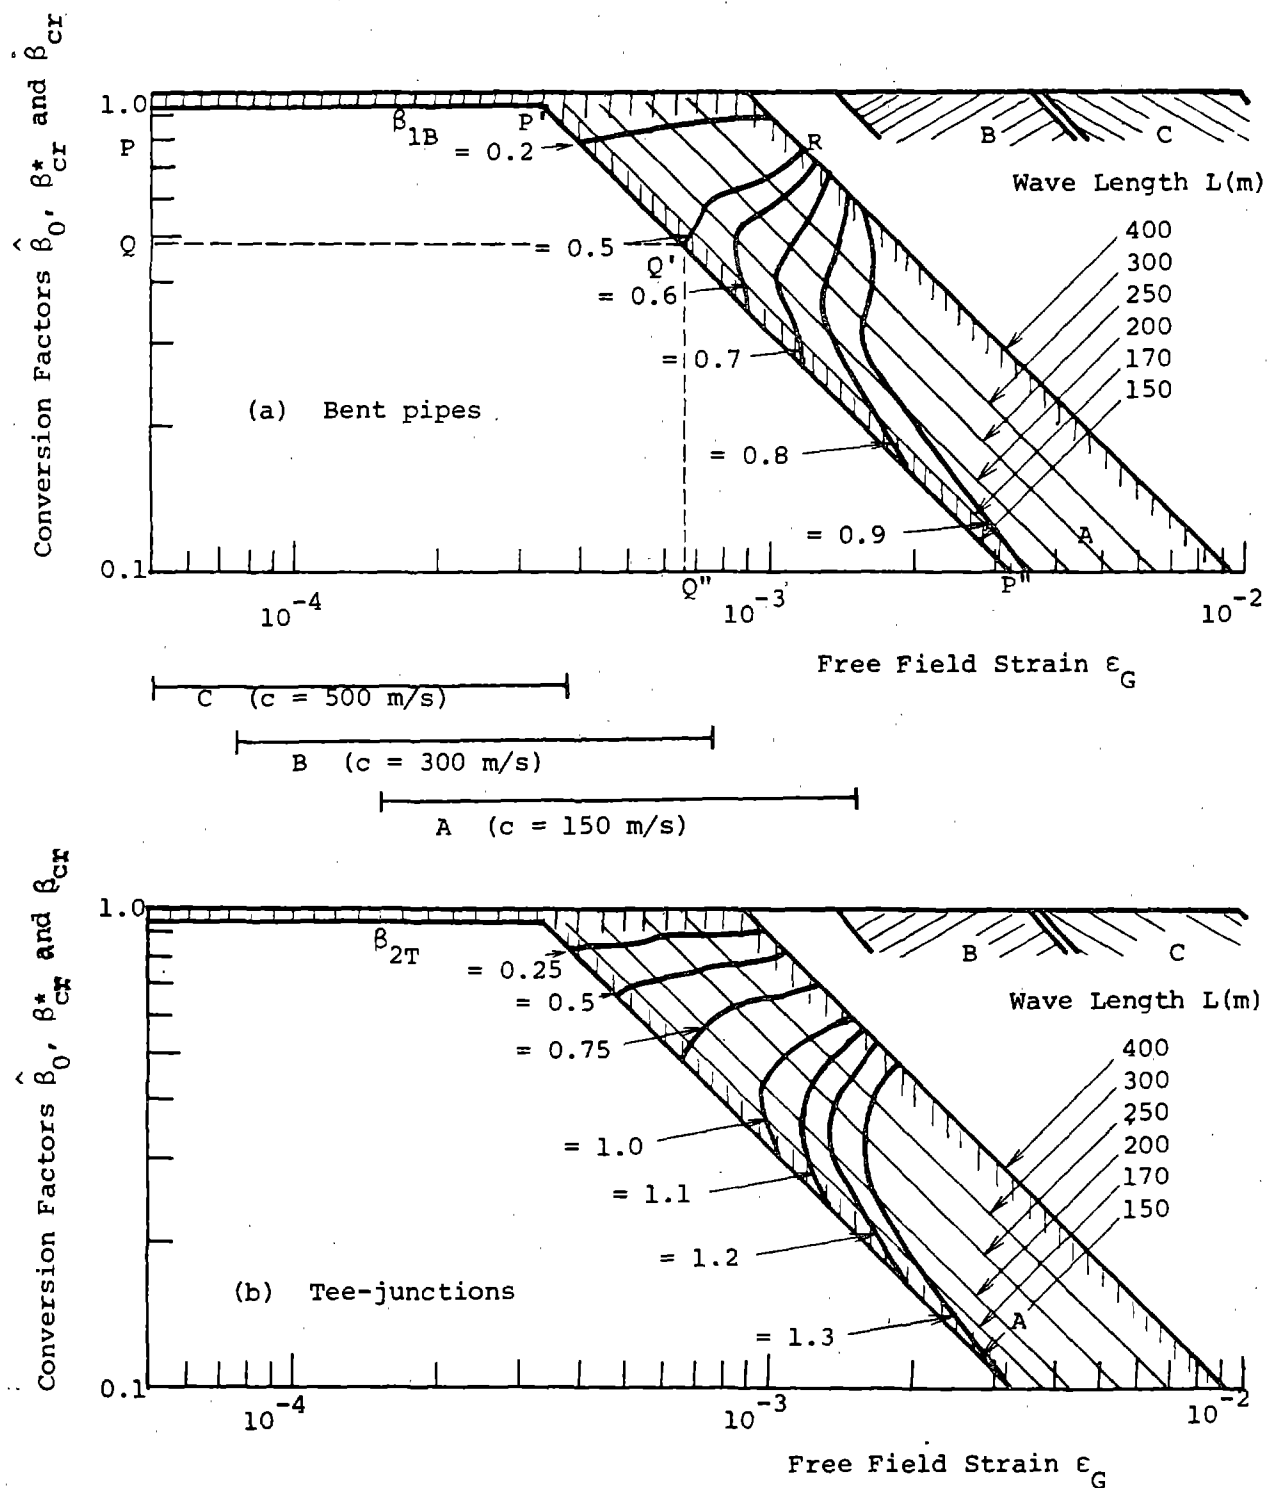 Conversion Factors β̂0, β*cr and βcr
1.0
P
Q
0.1
β1B
P'
= 0.2
R
= 0.5
Q'
= 0.6
= 0.7
= 0.8
= 0.9
(a) Bent pipes
B
C
Wave Length L(m)
400
300
250
200
170
150
A
Q"
P"
10-4
10-3
10-2
Free Field Strain εG
C (c = 500 m/s)
B (c = 300 m/s)
A (c = 150 m/s)
Conversion Factors β̂0, β*cr and βcr
1.0
0.1
β2T
= 0.25
= 0.5
= 0.75
= 1.0
= 1.1
= 1.2
= 1.3
(b) Tee-junctions
B
C
Wave Length L(m)
400
300
250
200
170
150
A
10-4
10-3
10-2
Free Field Strain εG